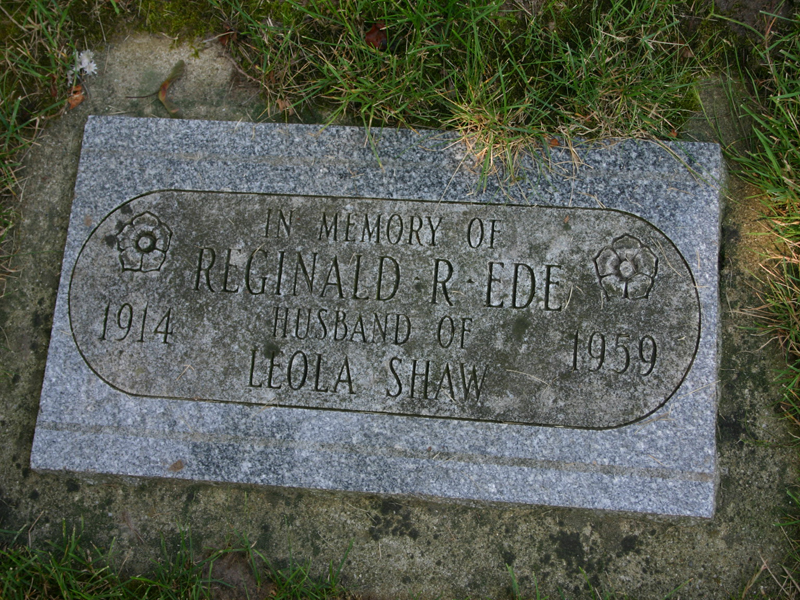 IN MEMORY OF
REGINALD · R · EDE
1914 HUSBAND OF 1959
LEOLA SHAW